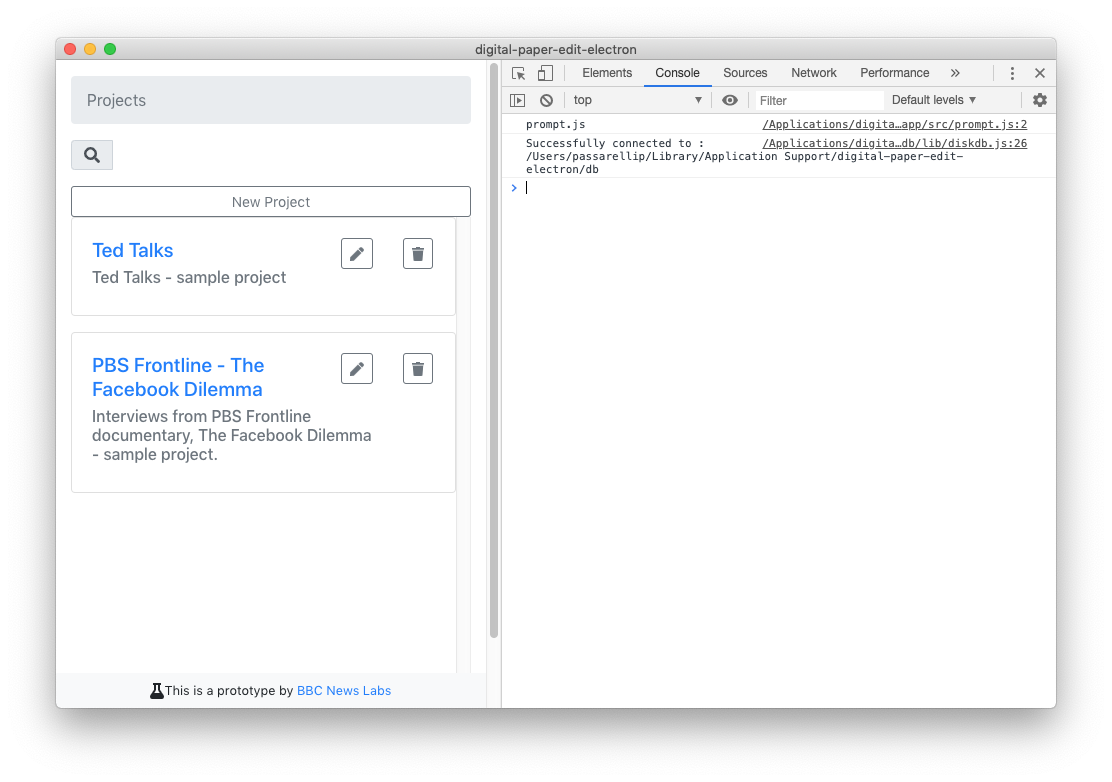 digital-paper-edit-electron
Projects
New Project
Ted Talks
Ted Talks - sample project
PBS Frontline - The
Facebook Dilemma
Interviews from PBS Frontline
documentary, The Facebook Dilemma
- sample project.
This is a prototype by BBC News Labs
Elements Console Sources Network Performance »
top Filter Default levels
prompt.js /Applications/digita…app/src/prompt.js:2
Successfully connected to : /Applications/digita…db/lib/diskdb.js:26
/Users/passarellip/Library/Application Support/digital-paper-edit-
electron/db